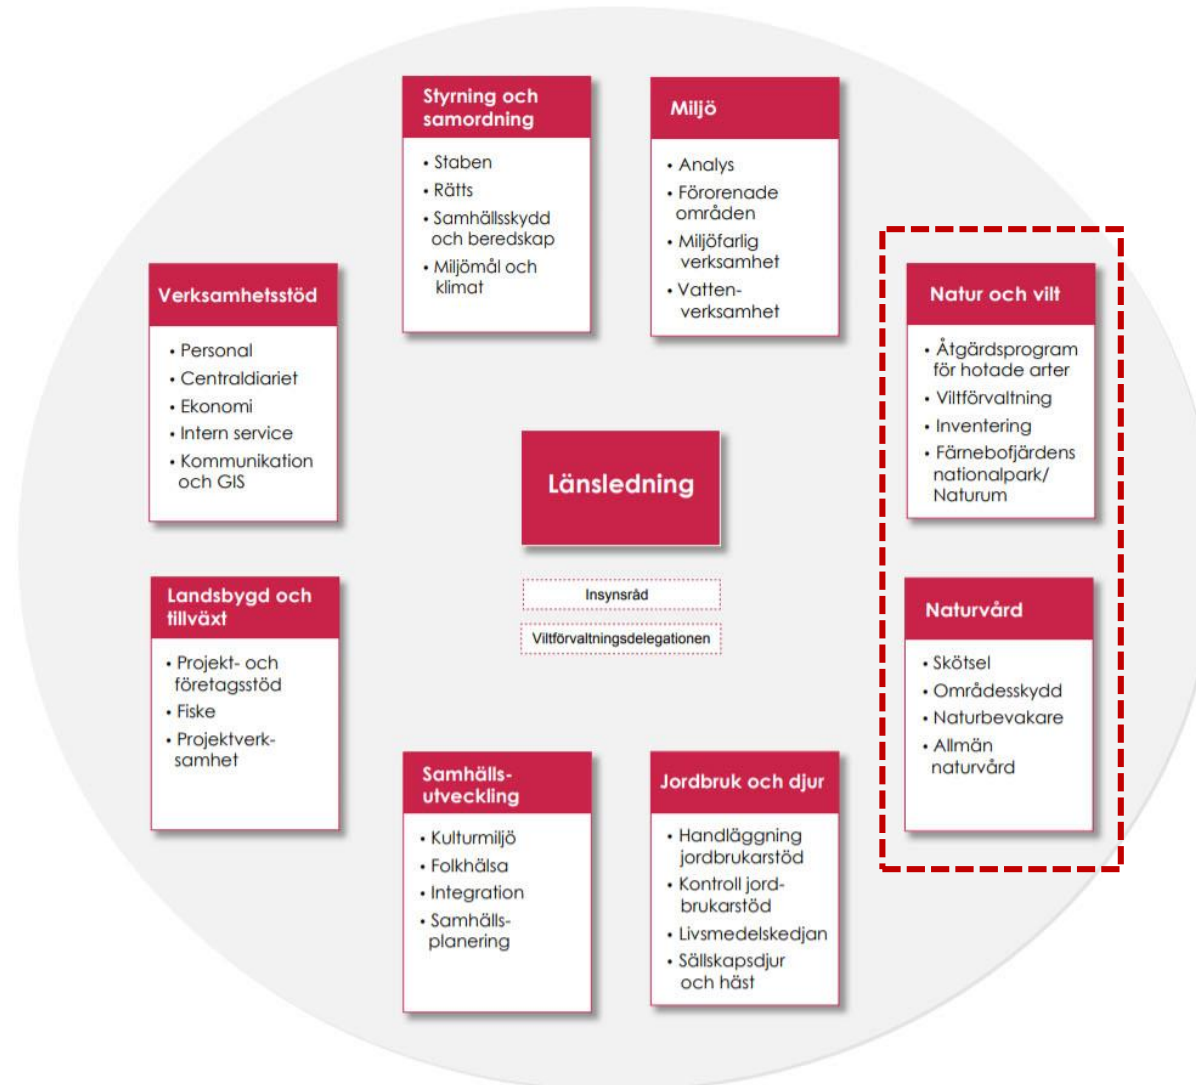 Styrning och
samordning
• Staben
• Rätts
• Samhällsskydd
och beredskap
• Miljömål och
klimat
Miljö
• Analys
• Förorenade
områden
• Miljöfarlig
verksamhet
• Vatten-
verksamhet
Verksamhetsstöd
• Personal
• Centraldiariet
• Ekonomi
• Intern service
• Kommunikation
och GIS
Natur och vilt
• Åtgärdsprogram
för hotade arter
• Viltförvaltning
• Inventering
• Färnebofjärdens
nationalpark/
Naturum
Länsledning
Insynsråd
Viltförvaltningsdelegationen
Landsbygd och
tillväxt
• Projekt- och
företagsstöd
• Fiske
• Projektverk-
samhet
Naturvård
• Skötsel
• Områdesskydd
• Naturbevakare
• Allmän
naturvård
Samhälls-
utveckling
• Kulturmiljö
• Folkhälsa
• Integration
• Samhälls-
planering
Jordbruk och djur
• Handläggning
jordbrukarstöd
• Kontroll jord-
brukarstöd
• Livsmedelskedjan
• Sällskapsdjur
och häst